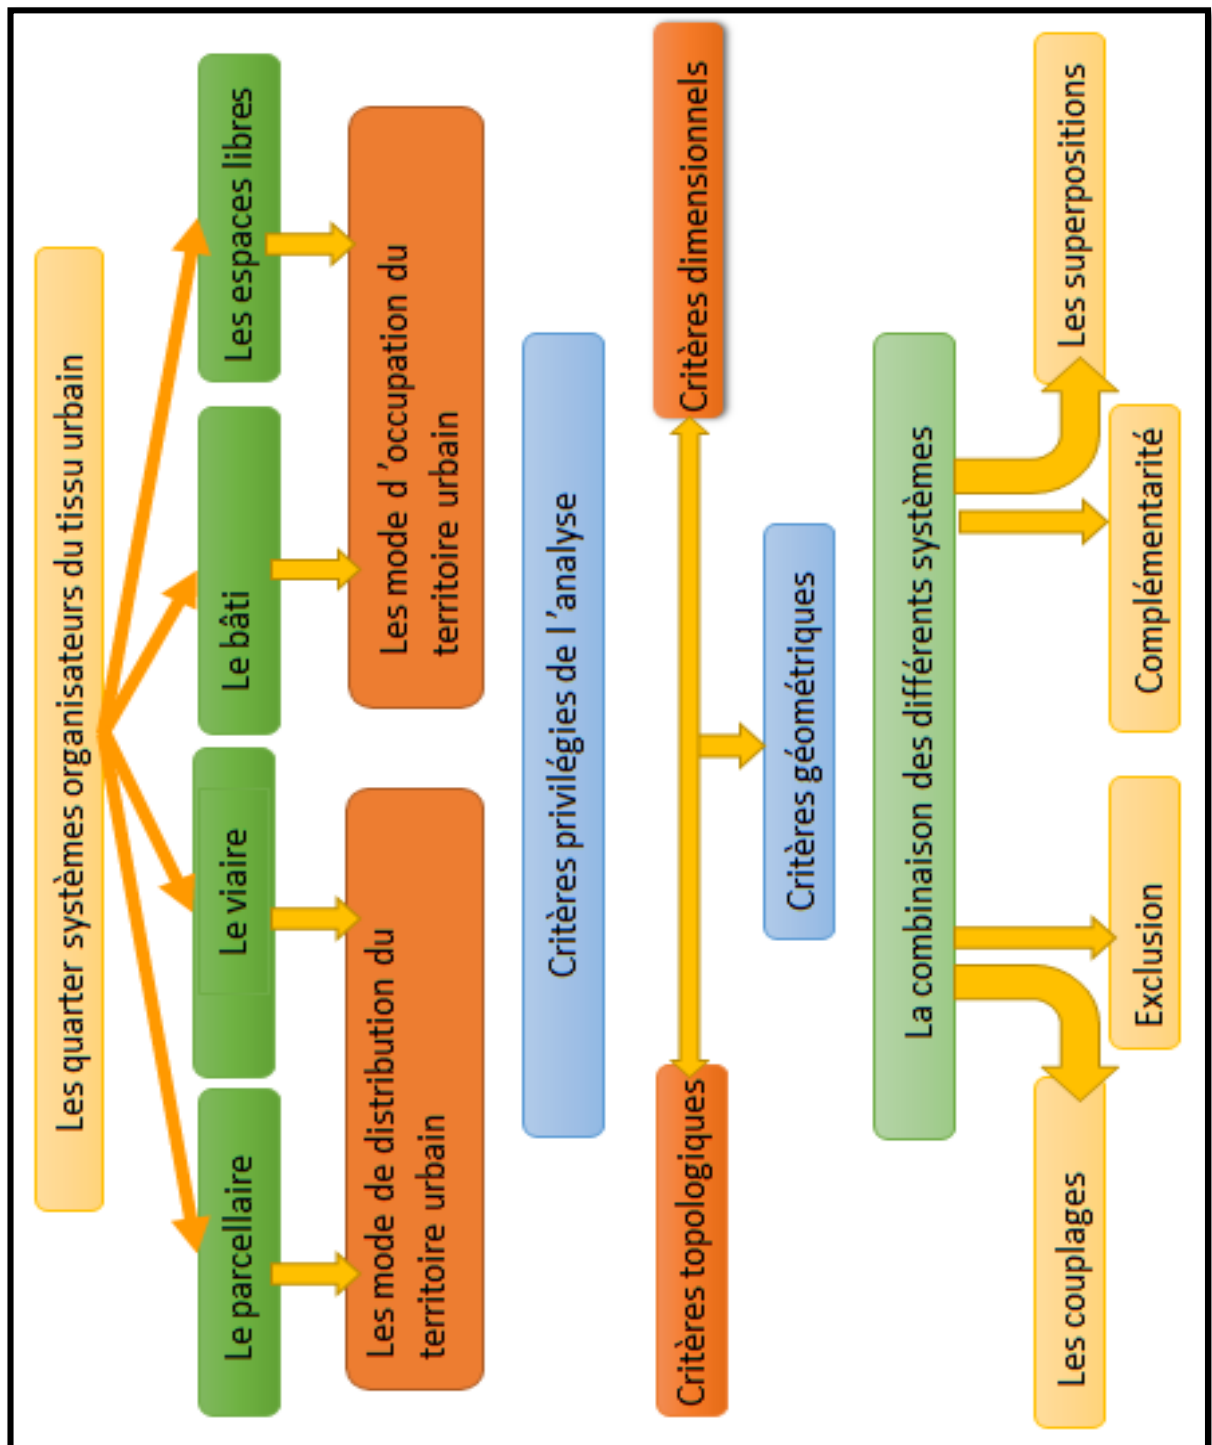 Les quarter systèmes organisateurs du tissu urbain
Le parcellaire
Le viaire
Le bâti
Les espaces libres
Les mode de distribution du
territoire urbain
Les mode d 'occupation du
territoire urbain
Critères privilégies de l 'analyse
Critères topologiques
Critères dimensionnels
Critères géométriques
La combinaison des différents systèmes
Les couplages
Exclusion
Complémentarité
Les superpositions